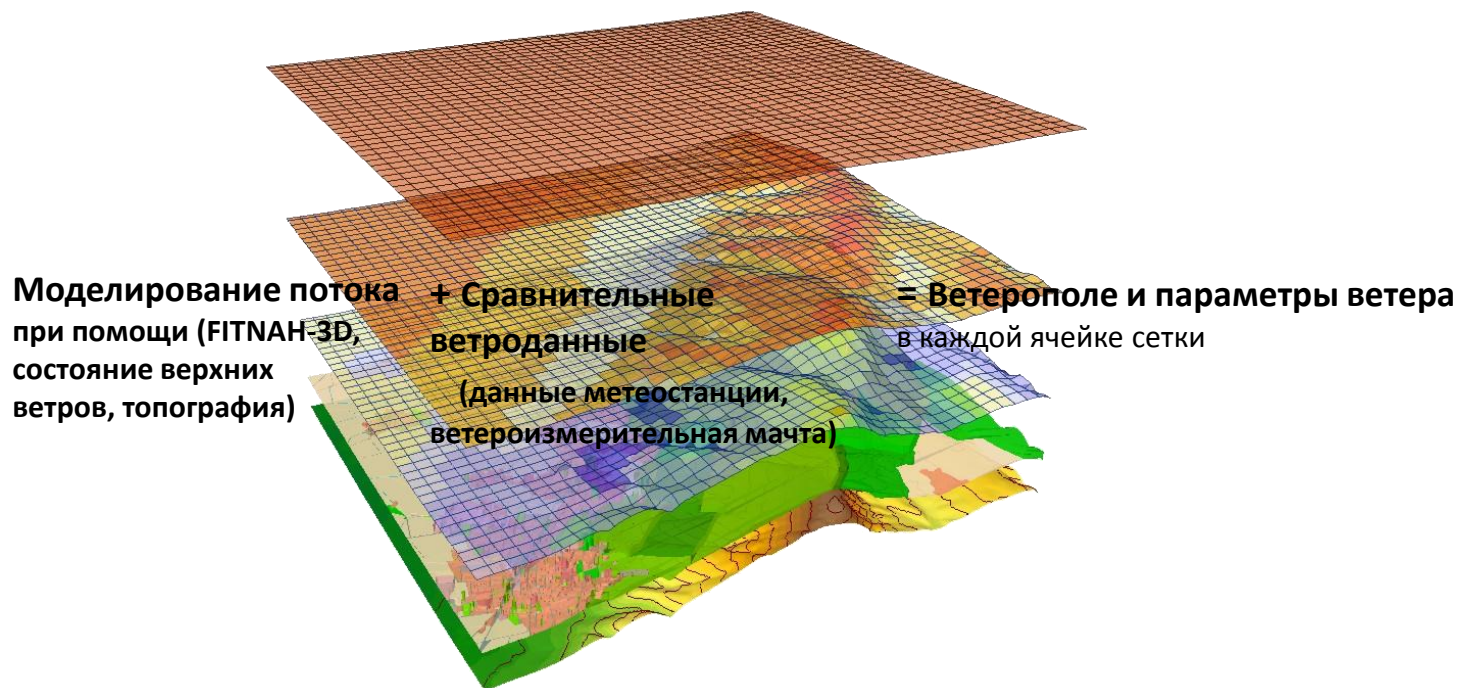 Моделирование потока
при помощи (FITNAH-3D,
состояние верхних
ветров, топография)
+ Сравнительные
ветроданные
(данные метеостанции,
ветероизмерительная мачта)
= Ветерополе и параметры ветера
в каждой ячейке сетки